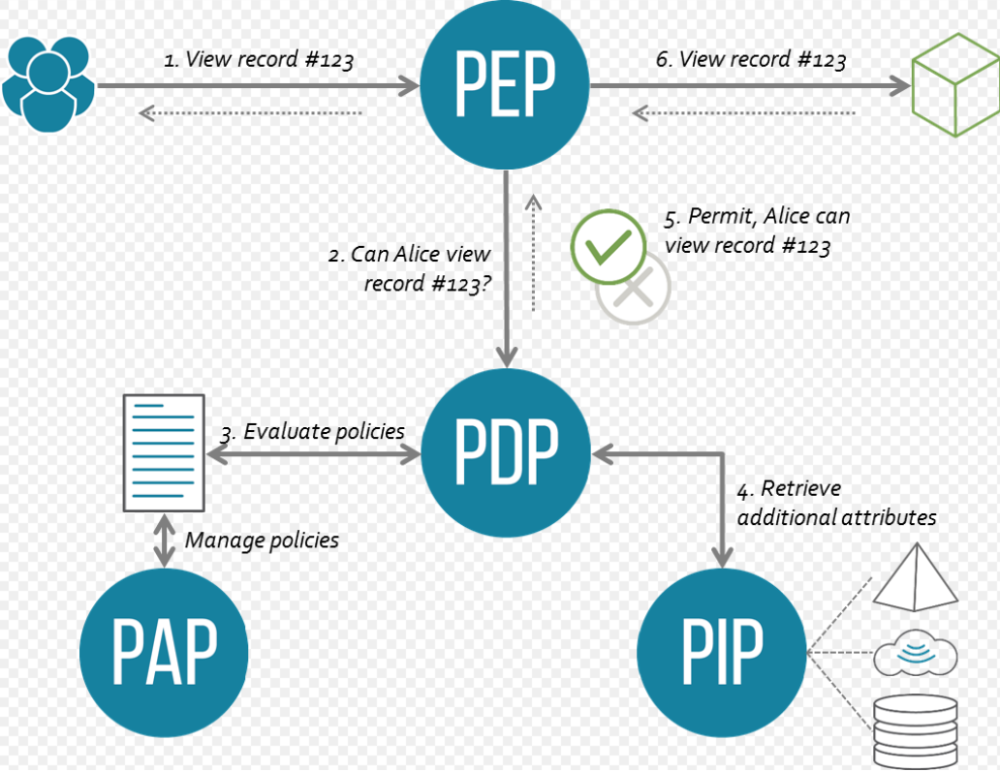 1. View record #123
PEP
6. View record #123
2. Can Alice view
record #123?
5. Permit, Alice can
view record #123
3. Evaluate policies
PDP
4. Retrieve
additional attributes
Manage policies
PAP
PIP